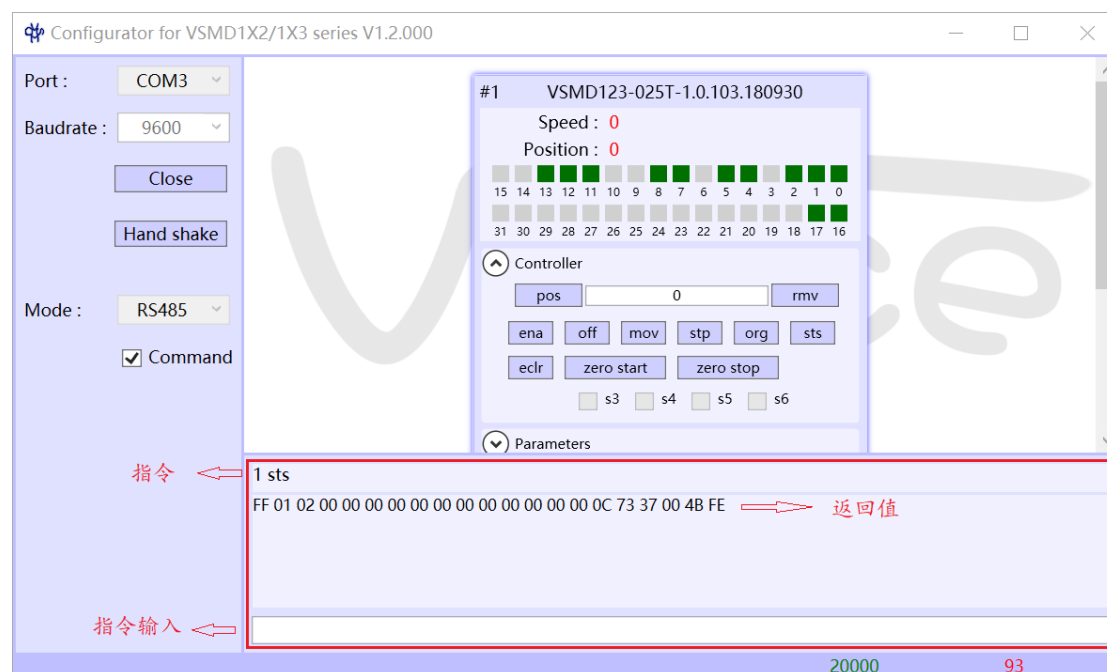 Configurator for VSMD1X2/1X3 series V1.2.000
Port : COM3
Baudrate : 9600
Close
Hand shake
Mode : RS485
Command
#1 VSMD123-025T-1.0.103.180930
Speed : 0
Position : 0
15 14 13 12 11 10 9 8 7 6 5 4 3 2 1 0
31 30 29 28 27 26 25 24 23 22 21 20 19 18 17 16
Controller
pos 0 rmv
ena off mov stp org sts
eclr zero start zero stop
s3 s4 s5 s6
Parameters
指令 1 sts
FF 01 02 00 00 00 00 00 00 00 00 00 00 00 00 0C 73 37 00 4B FE 返回值
指令输入
20000 93